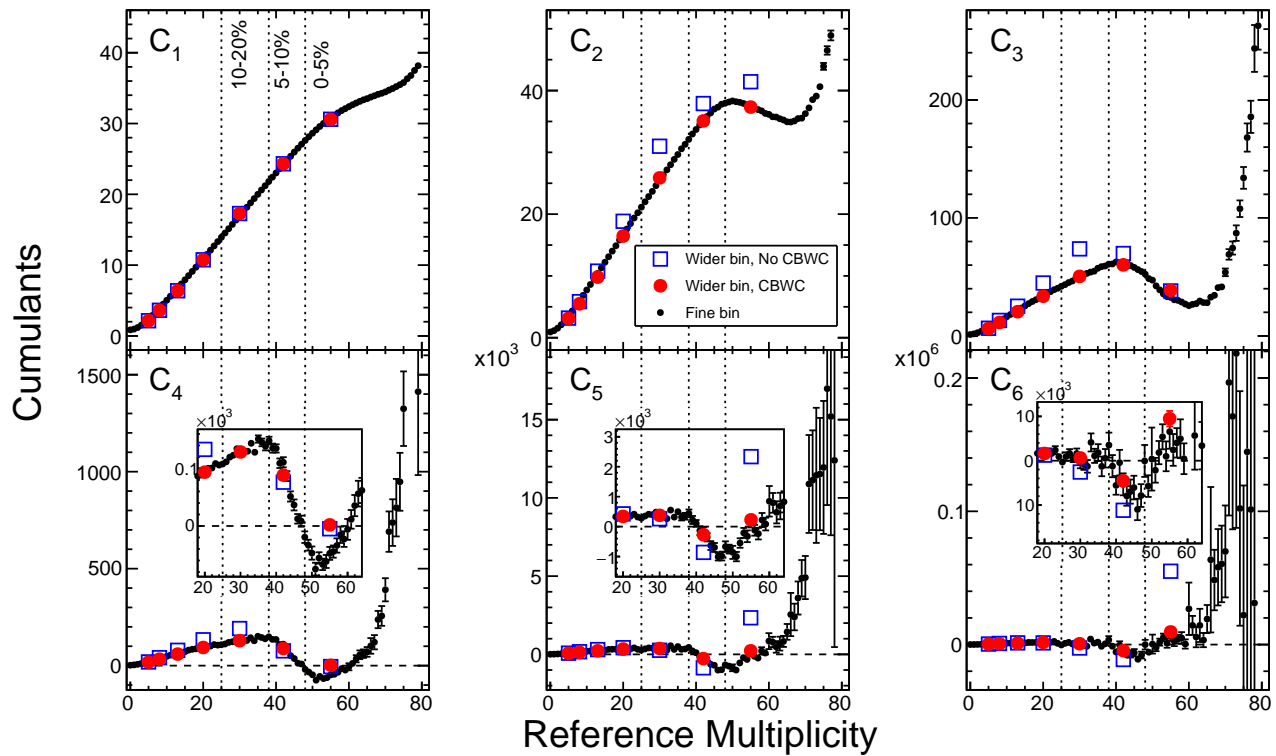 Cumulants
C1
10-20%
5-10%
0-5%
40
30
20
10
0
C2
40
20
0
Wider bin, No CBWC
Wider bin, CBWC
Fine bin
C3
200
100
0
C4
1500
1000
500
0
0 20 40 60 80
×10^3
0.1
0
20 30 40 50 60
x10^3
C5
15
10
5
0
0 20 40 60 80
×10^3
3
2
1
0
−1
20 30 40 50 60
x10^6
C6
0.2
0.1
0
0 20 40 60 80
×10^3
10
0
10
20 30 40 50 60
Reference Multiplicity